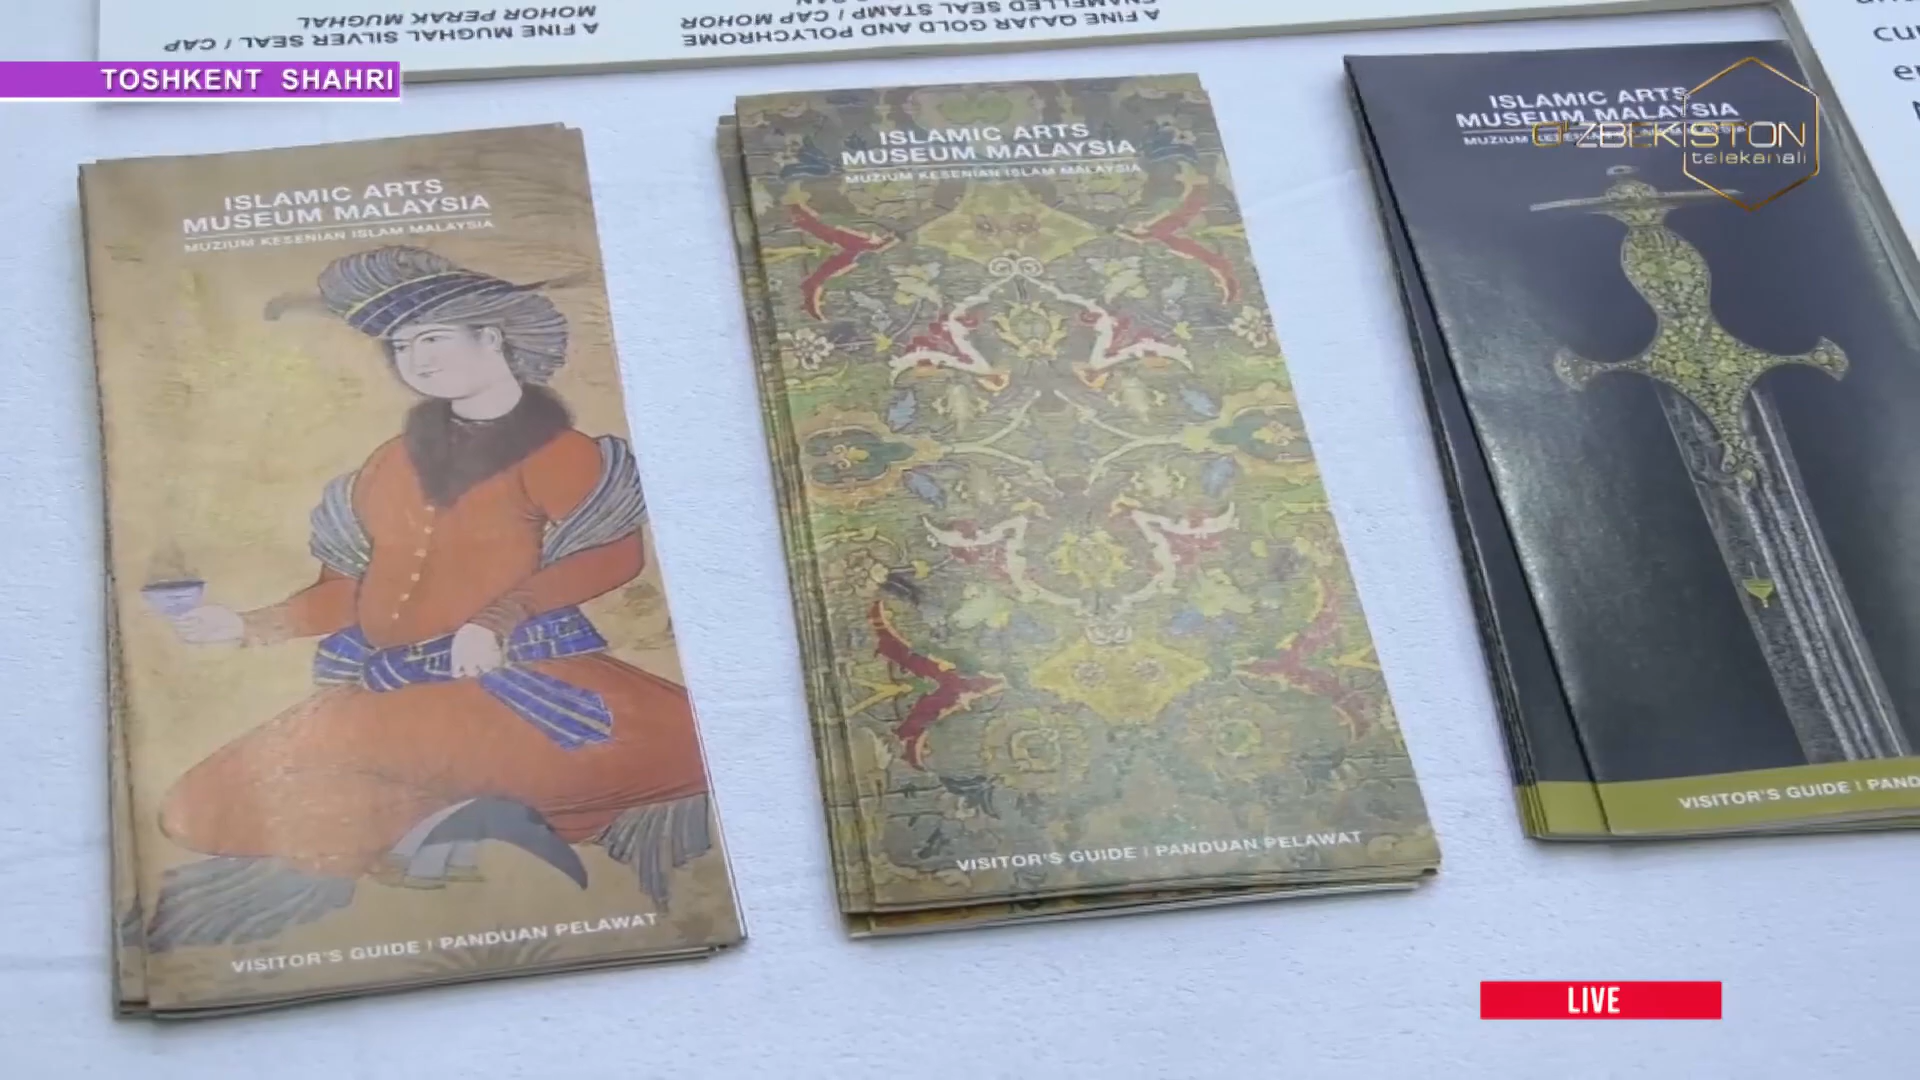 A FINE MUGHAL SILVER SEAL / CAP
MOHOR PERAK MUGHAL
A FINE QAJAR GOLD AND POLYCHROME
ENAMELLED SEAL STAMP / CAP MOHOR
TOSHKENT SHAHRI
ISLAMIC ARTS
MUSEUM MALAYSIA
MUZIUM KESENIAN ISLAM MALAYSIA
VISITOR'S GUIDE | PANDUAN PELAWAT
ISLAMIC ARTS
MUSEUM MALAYSIA
MUZIUM KESENIAN ISLAM MALAYSIA
VISITOR'S GUIDE | PANDUAN PELAWAT
ISLAMIC ARTS
MUSEUM MALAYSIA
MUZIUM
VISITOR'S GUIDE |
O'ZBEKISTON
telekanali
LIVE